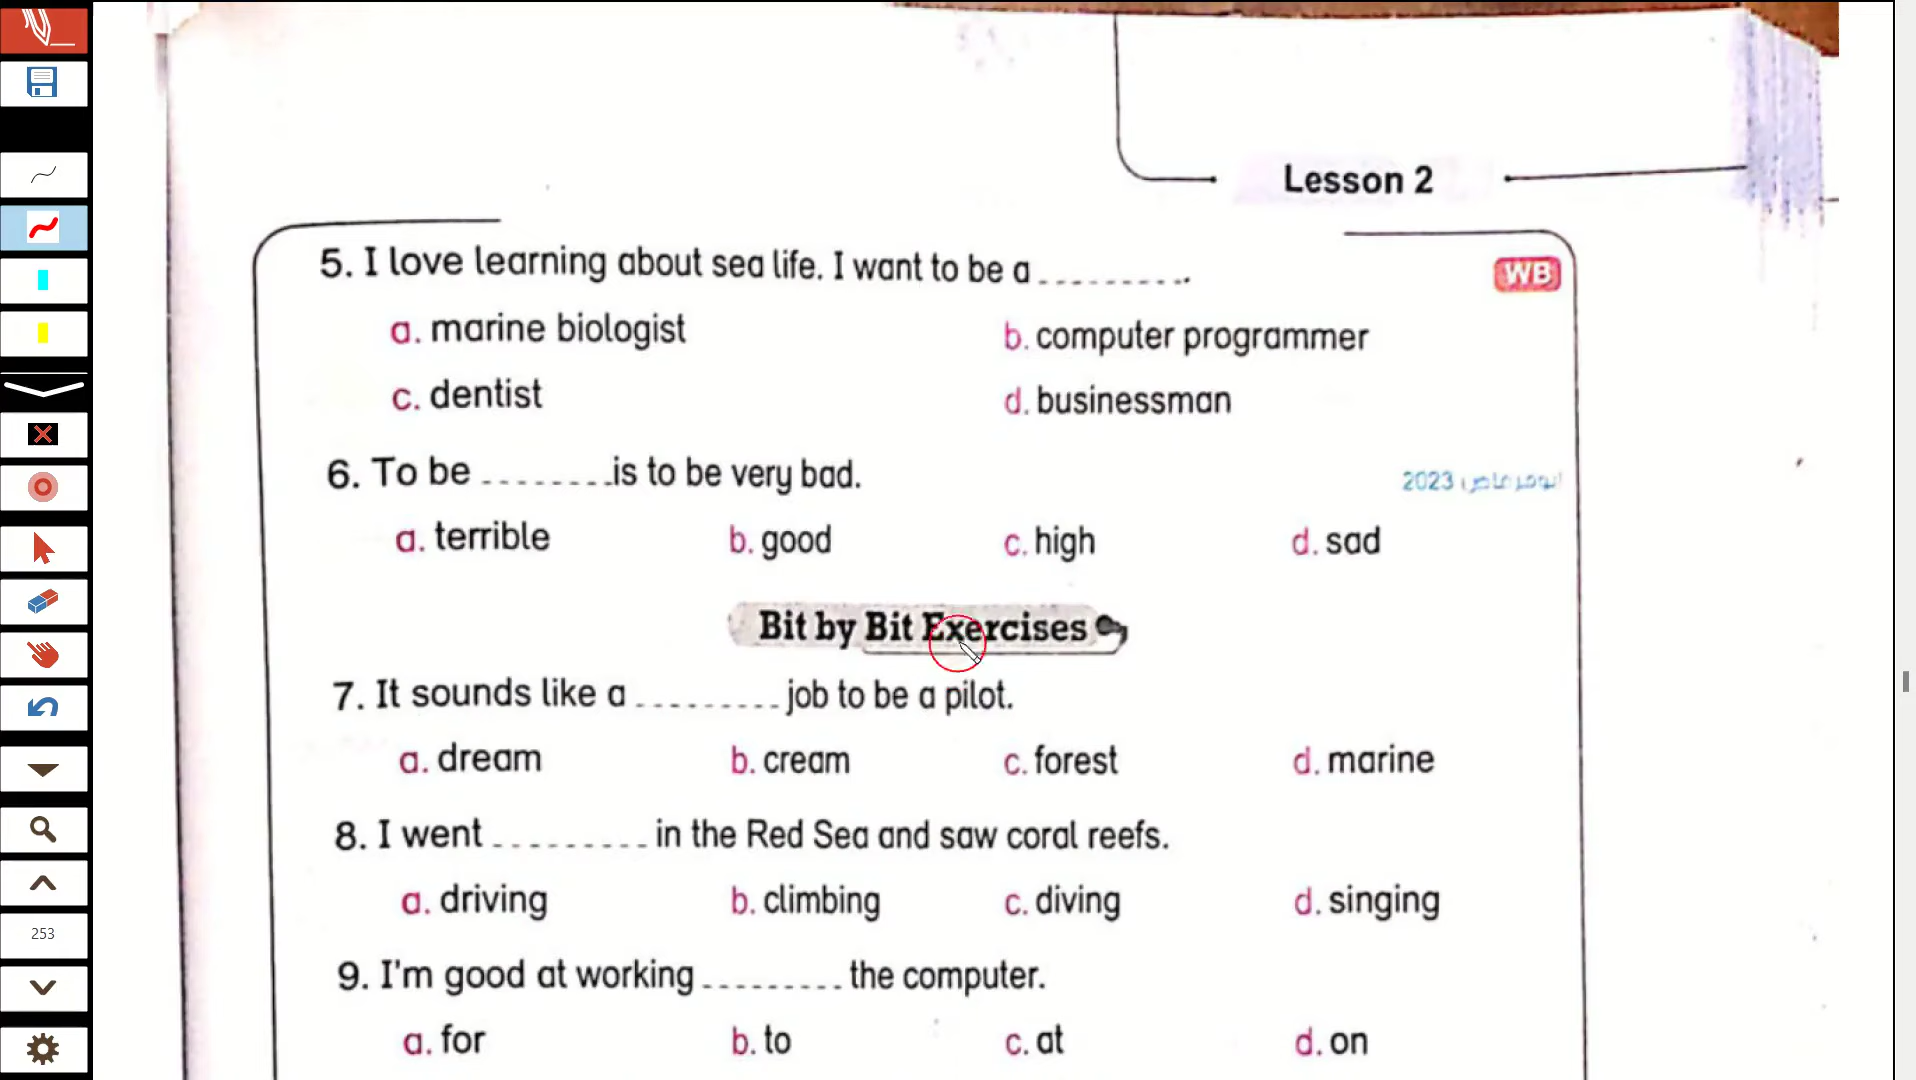 Lesson 2
5. I love learning about sea life. I want to be a ---------. WB
a. marine biologist b. computer programmer
c. dentist d. businessman
6. To be --------is to be very bad. 2023
a. terrible b. good c. high d. sad
Bit by Bit Exercises
7. It sounds like a --------- job to be a pilot.
a. dream b. cream c. forest d. marine
8. I went --------- in the Red Sea and saw coral reefs.
a. driving b. climbing c. diving d. singing
9. I'm good at working --------- the computer.
a. for b. to c. at d. on
253